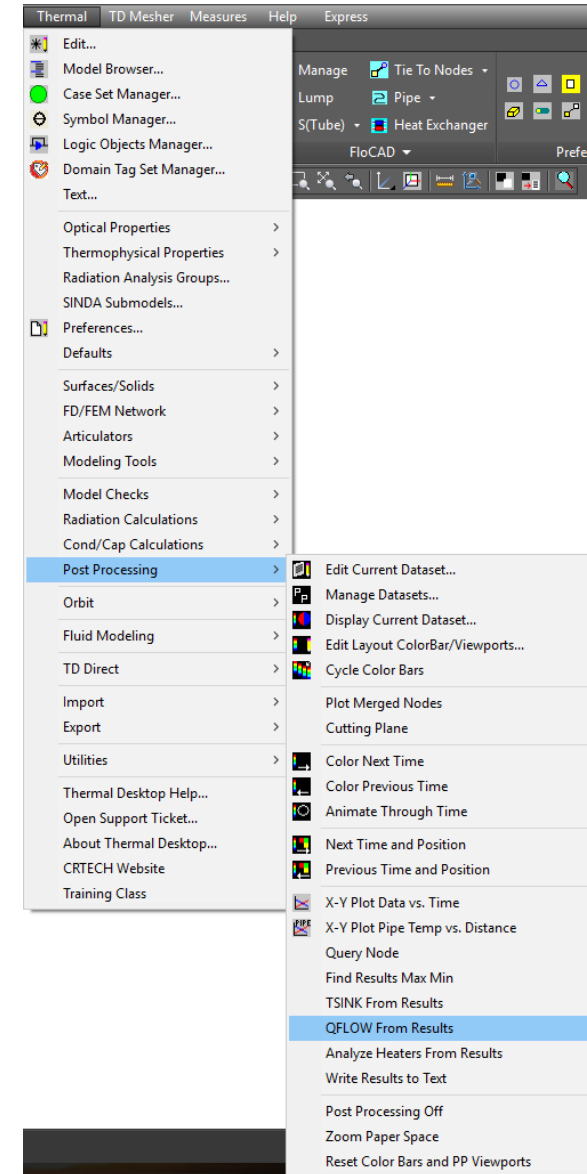 Thermal TD Mesher Measures Help Express
Edit...
Model Browser...
Case Set Manager...
Symbol Manager...
Logic Objects Manager...
Domain Tag Set Manager...
Text...
Optical Properties
Thermophysical Properties
Radiation Analysis Groups...
SINDA Submodels...
Preferences...
Defaults
Surfaces/Solids
FD/FEM Network
Articulators
Modeling Tools
Model Checks
Radiation Calculations
Cond/Cap Calculations
Post Processing
Orbit
Fluid Modeling
TD Direct
Import
Export
Utilities
Thermal Desktop Help...
Open Support Ticket...
About Thermal Desktop...
CRTECH Website
Training Class
Manage Tie To Nodes
Lump Pipe
S(Tube) Heat Exchanger
FloCAD Prefe
Edit Current Dataset...
Manage Datasets...
Display Current Dataset...
Edit Layout ColorBar/Viewports...
Cycle Color Bars
Plot Merged Nodes
Cutting Plane
Color Next Time
Color Previous Time
Animate Through Time
Next Time and Position
Previous Time and Position
X-Y Plot Data vs. Time
PIPE X-Y Plot Pipe Temp vs. Distance
Query Node
Find Results Max Min
TSINK From Results
QFLOW From Results
Analyze Heaters From Results
Write Results to Text
Post Processing Off
Zoom Paper Space
Reset Color Bars and PP Viewports